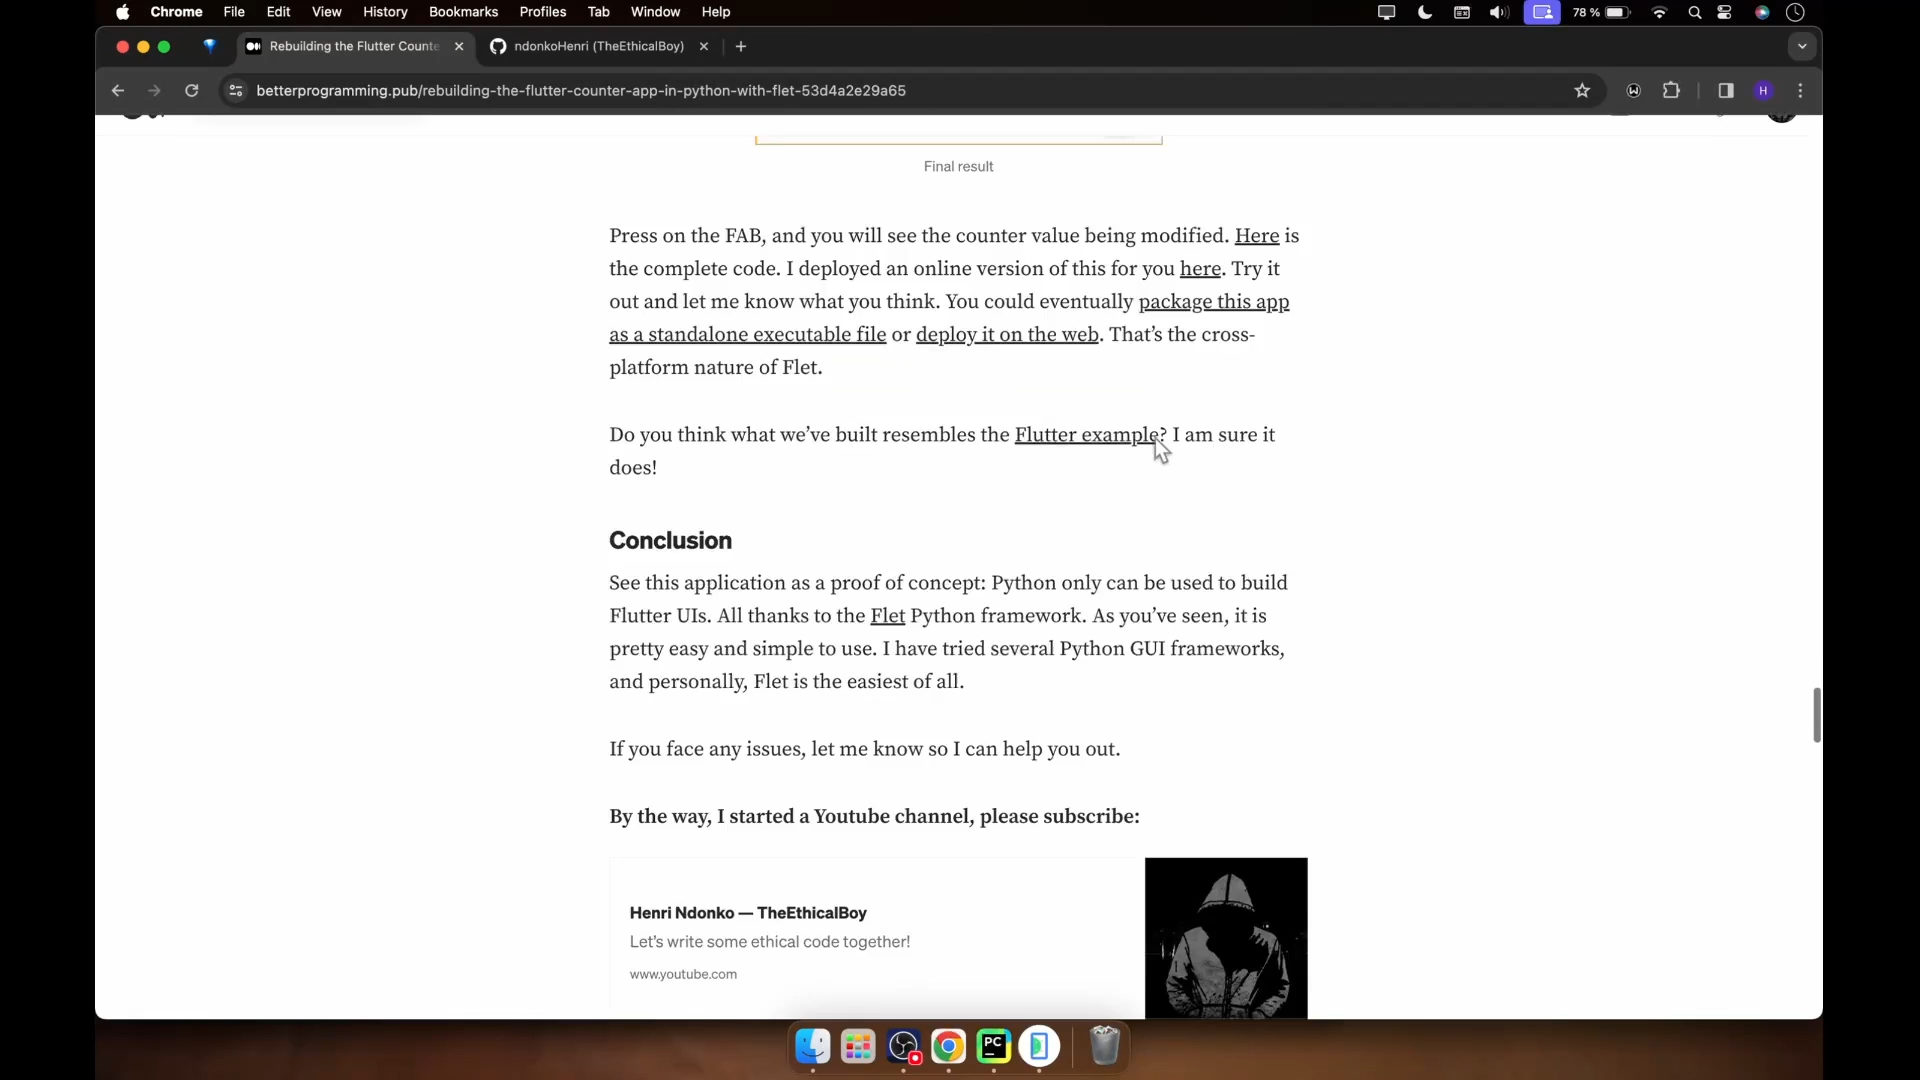 Chrome File Edit View History Bookmarks Profiles Tab Window Help 78 %
Rebuilding the Flutter Counte
ndonkoHenri (TheEthicalBoy)
betterprogramming.pub/rebuilding-the-flutter-counter-app-in-python-with-flet-53d4a2e29a65
H
Final result
Press on the FAB, and you will see the counter value being modified. Here is
the complete code. I deployed an online version of this for you here. Try it
out and let me know what you think. You could eventually package this app
as a standalone executable file or deploy it on the web. That’s the cross-
platform nature of Flet.
Do you think what we’ve built resembles the Flutter example? I am sure it
does!
Conclusion
See this application as a proof of concept: Python only can be used to build
Flutter UIs. All thanks to the Flet Python framework. As you’ve seen, it is
pretty easy and simple to use. I have tried several Python GUI frameworks,
and personally, Flet is the easiest of all.
If you face any issues, let me know so I can help you out.
By the way, I started a Youtube channel, please subscribe:
Henri Ndonko — TheEthicalBoy
Let’s write some ethical code together!
www.youtube.com
PC